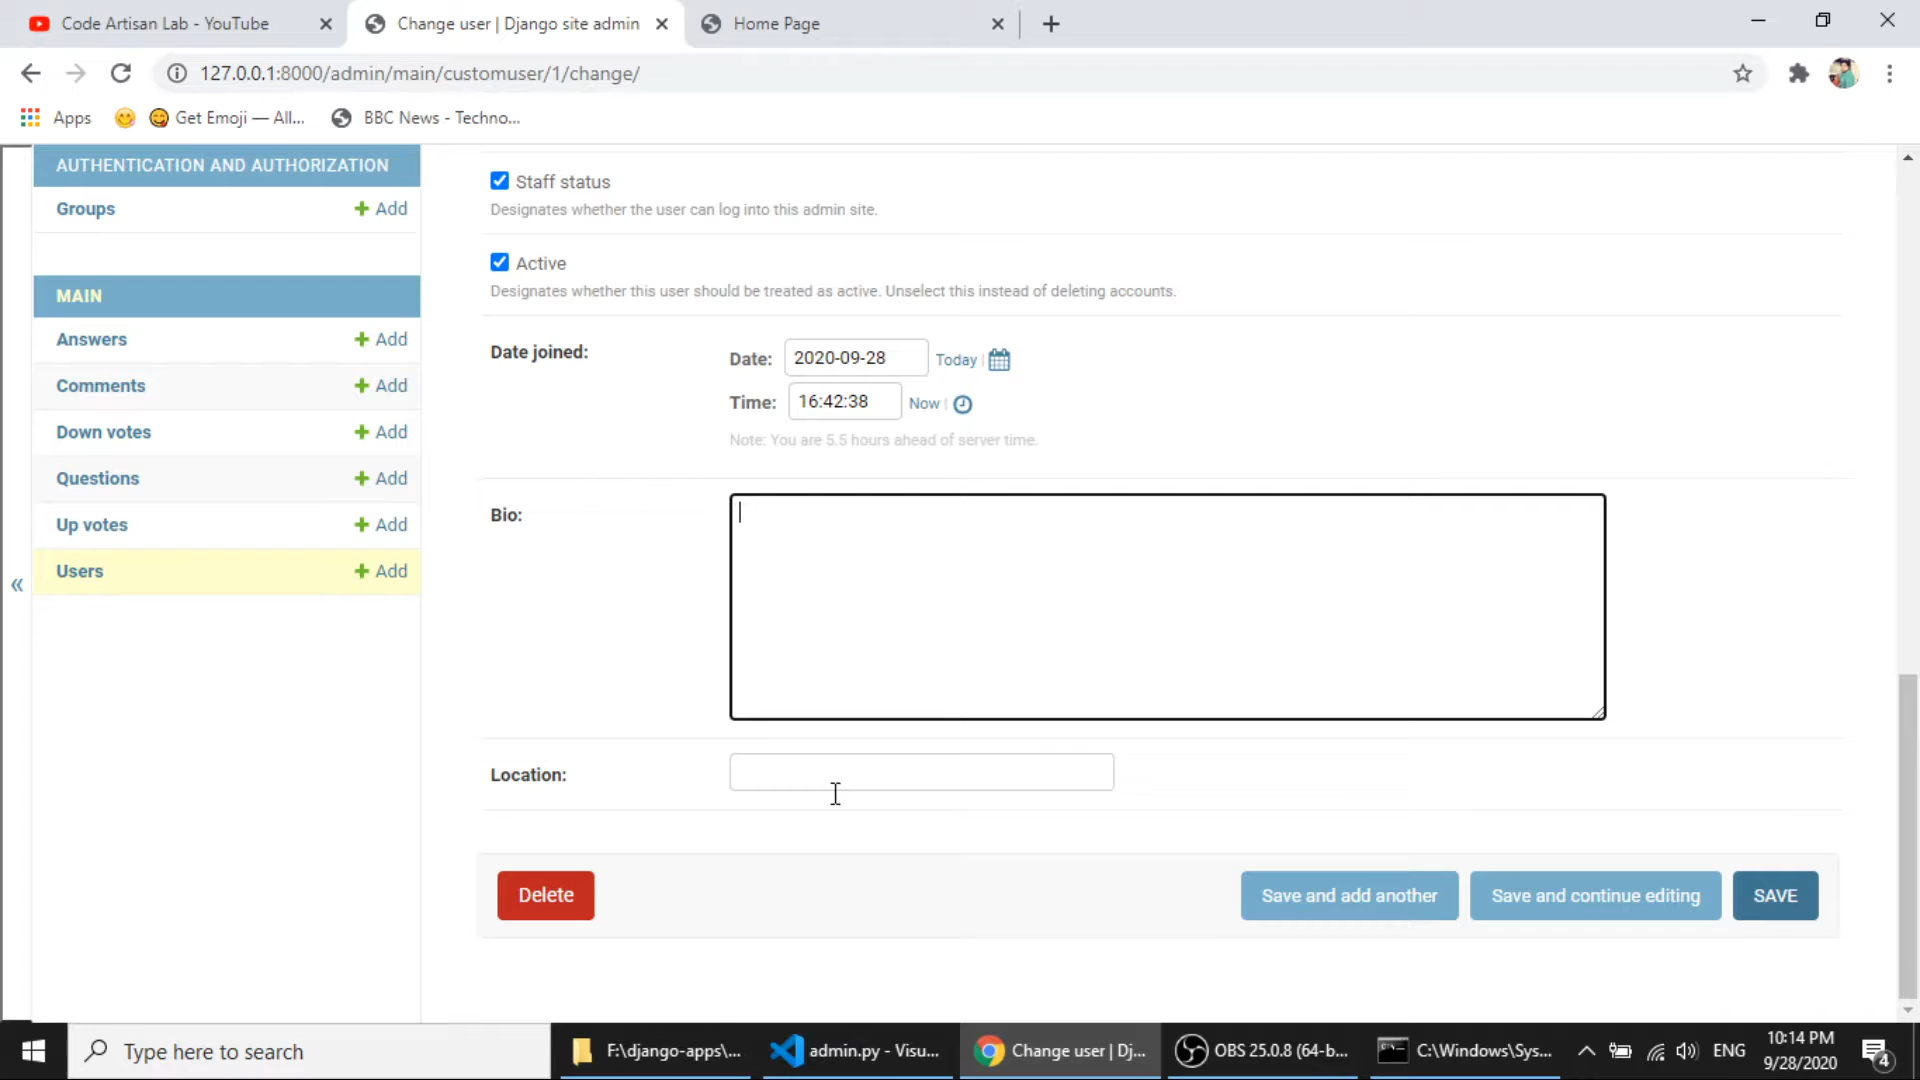 Code Artisan Lab - YouTube
Change user | Django site admin
Home Page
127.0.0.1:8000/admin/main/customuser/1/change/
Apps
Get Emoji — All...
BBC News - Techno...
AUTHENTICATION AND AUTHORIZATION
Groups
+ Add
MAIN
Answers
+ Add
Comments
+ Add
Down votes
+ Add
Questions
+ Add
Up votes
+ Add
Users
+ Add
«
Staff status
Designates whether the user can log into this admin site.
Active
Designates whether this user should be treated as active. Unselect this instead of deleting accounts.
Date joined:
Date: 2020-09-28 Today |
Time: 16:42:38 Now |
Note: You are 5.5 hours ahead of server time.
Bio:
Location:
Delete
Save and add another
Save and continue editing
SAVE
Type here to search
F:\django-apps\...
admin.py - Visu...
Change user | Dj...
OBS 25.0.8 (64-b...
C:\Windows\Sys...
ENG
10:14 PM
9/28/2020
4